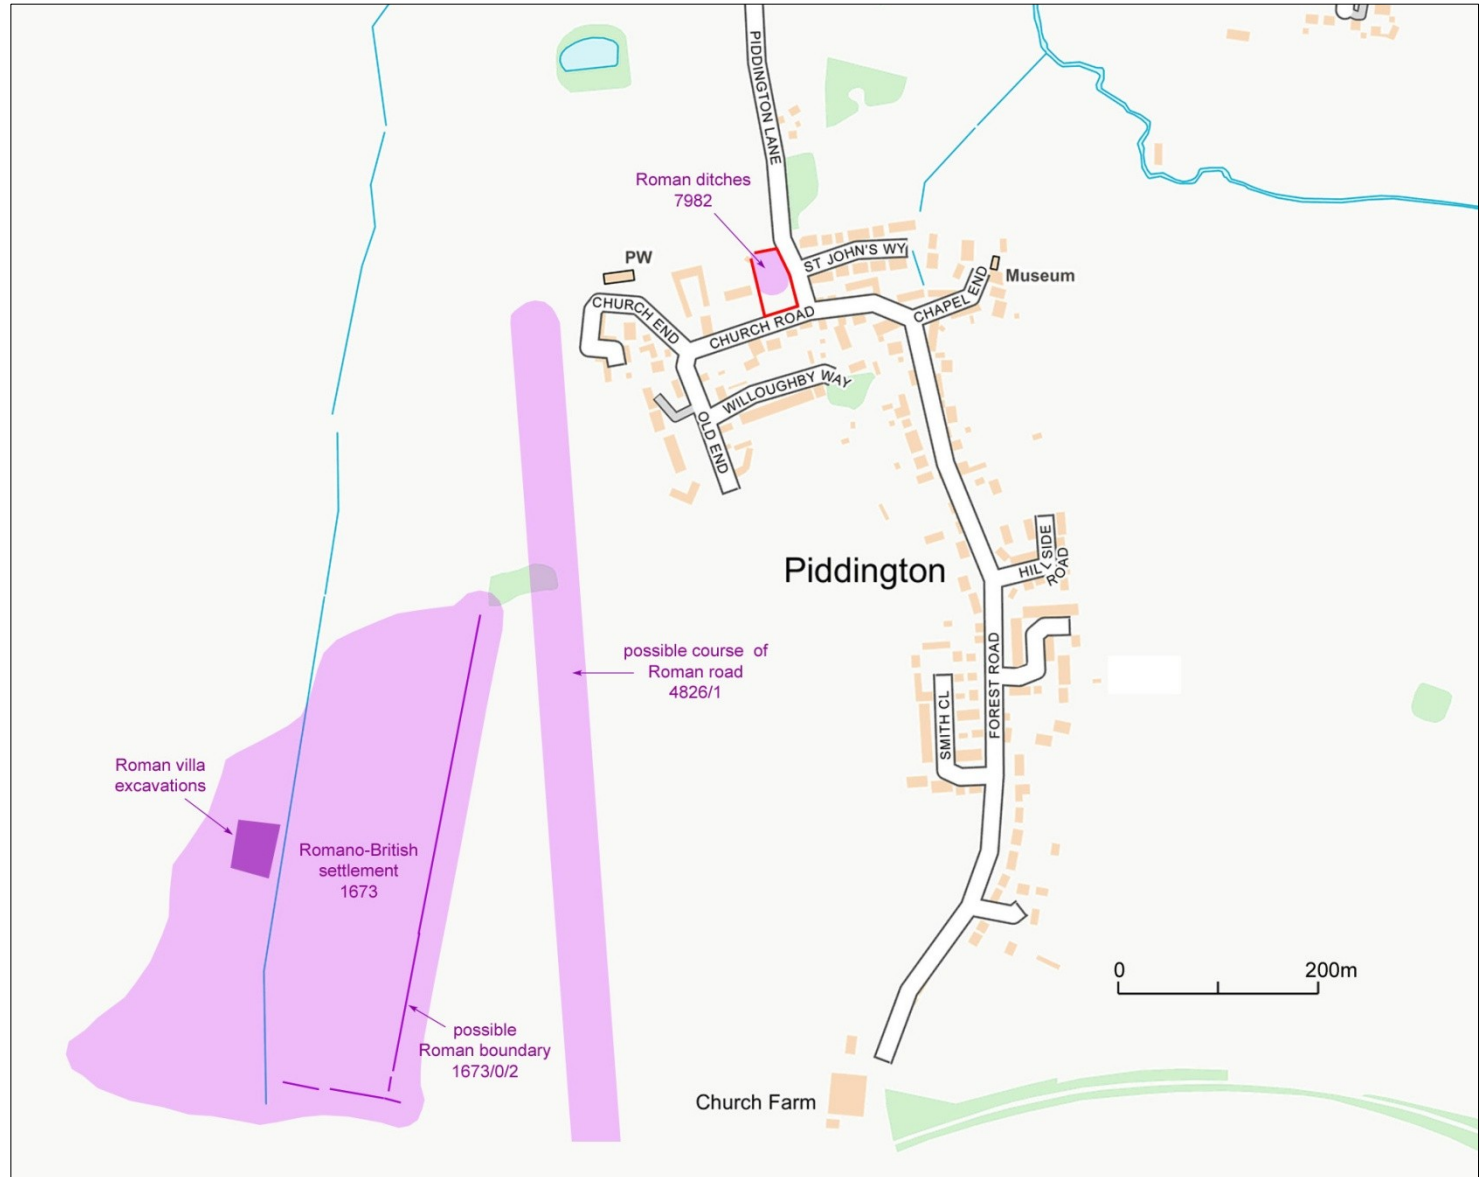 PIDDINGTON LANE
Roman ditches
7982
ST JOHN'S WY
PW
Museum
CHAPEL END
CHURCH END
CHURCH ROAD
WILLOUGHBY WAY
OLD END
Piddington
HILLSIDE
ROAD
possible course of
Roman road
4826/1
FOREST ROAD
SMITH CL
Roman villa
excavations
Romano-British
settlement
1673
0 200m
possible
Roman boundary
1673/0/2
Church Farm